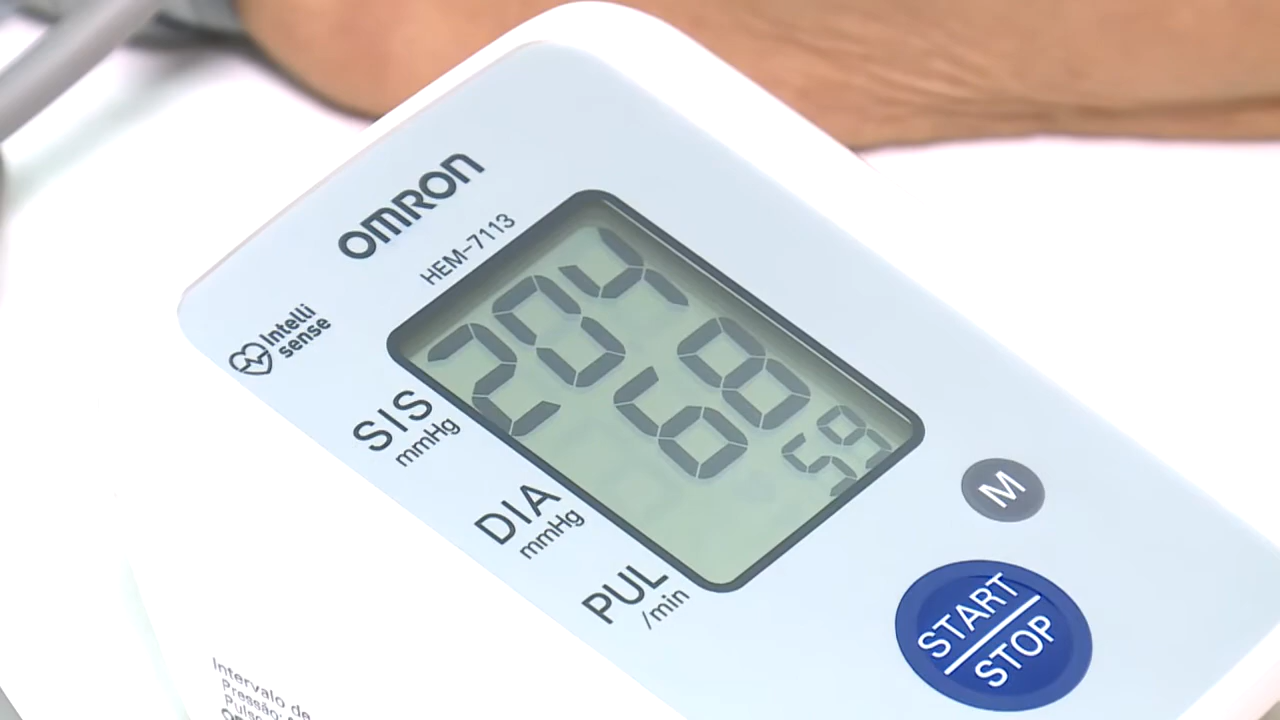 OMRON
HEM-7113
Intelli
sense
SIS
mmHg
204
DIA
mmHg
68
PUL
/min
59
M
START
STOP
Intervalo de
Pressão: